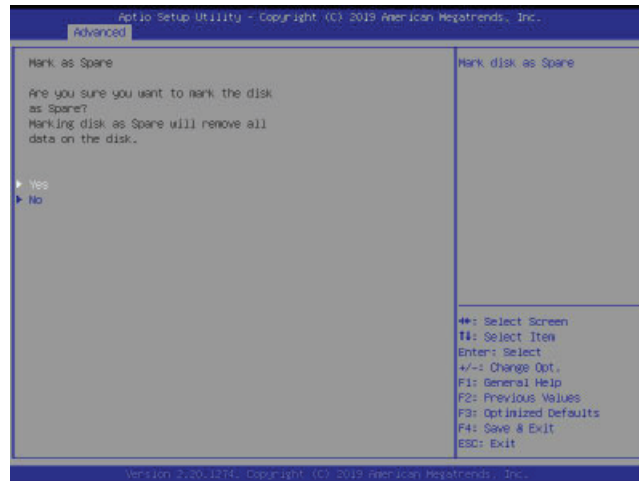 Aptio Setup Utility - Copyright (C) 2019 American Megatrends, Inc.
Advanced
Mark as Spare
Are you sure you want to mark the disk
as Spare?
Marking disk as Spare will remove all
data on the disk.
Yes
No
Mark disk as Spare
→←: Select Screen
↑↓: Select Item
Enter: Select
+/-: Change Opt.
F1: General Help
F2: Previous Values
F3: Optimized Defaults
F4: Save & Exit
ESC: Exit
Version 2.20.1274. Copyright (C) 2019 American Megatrends, Inc.